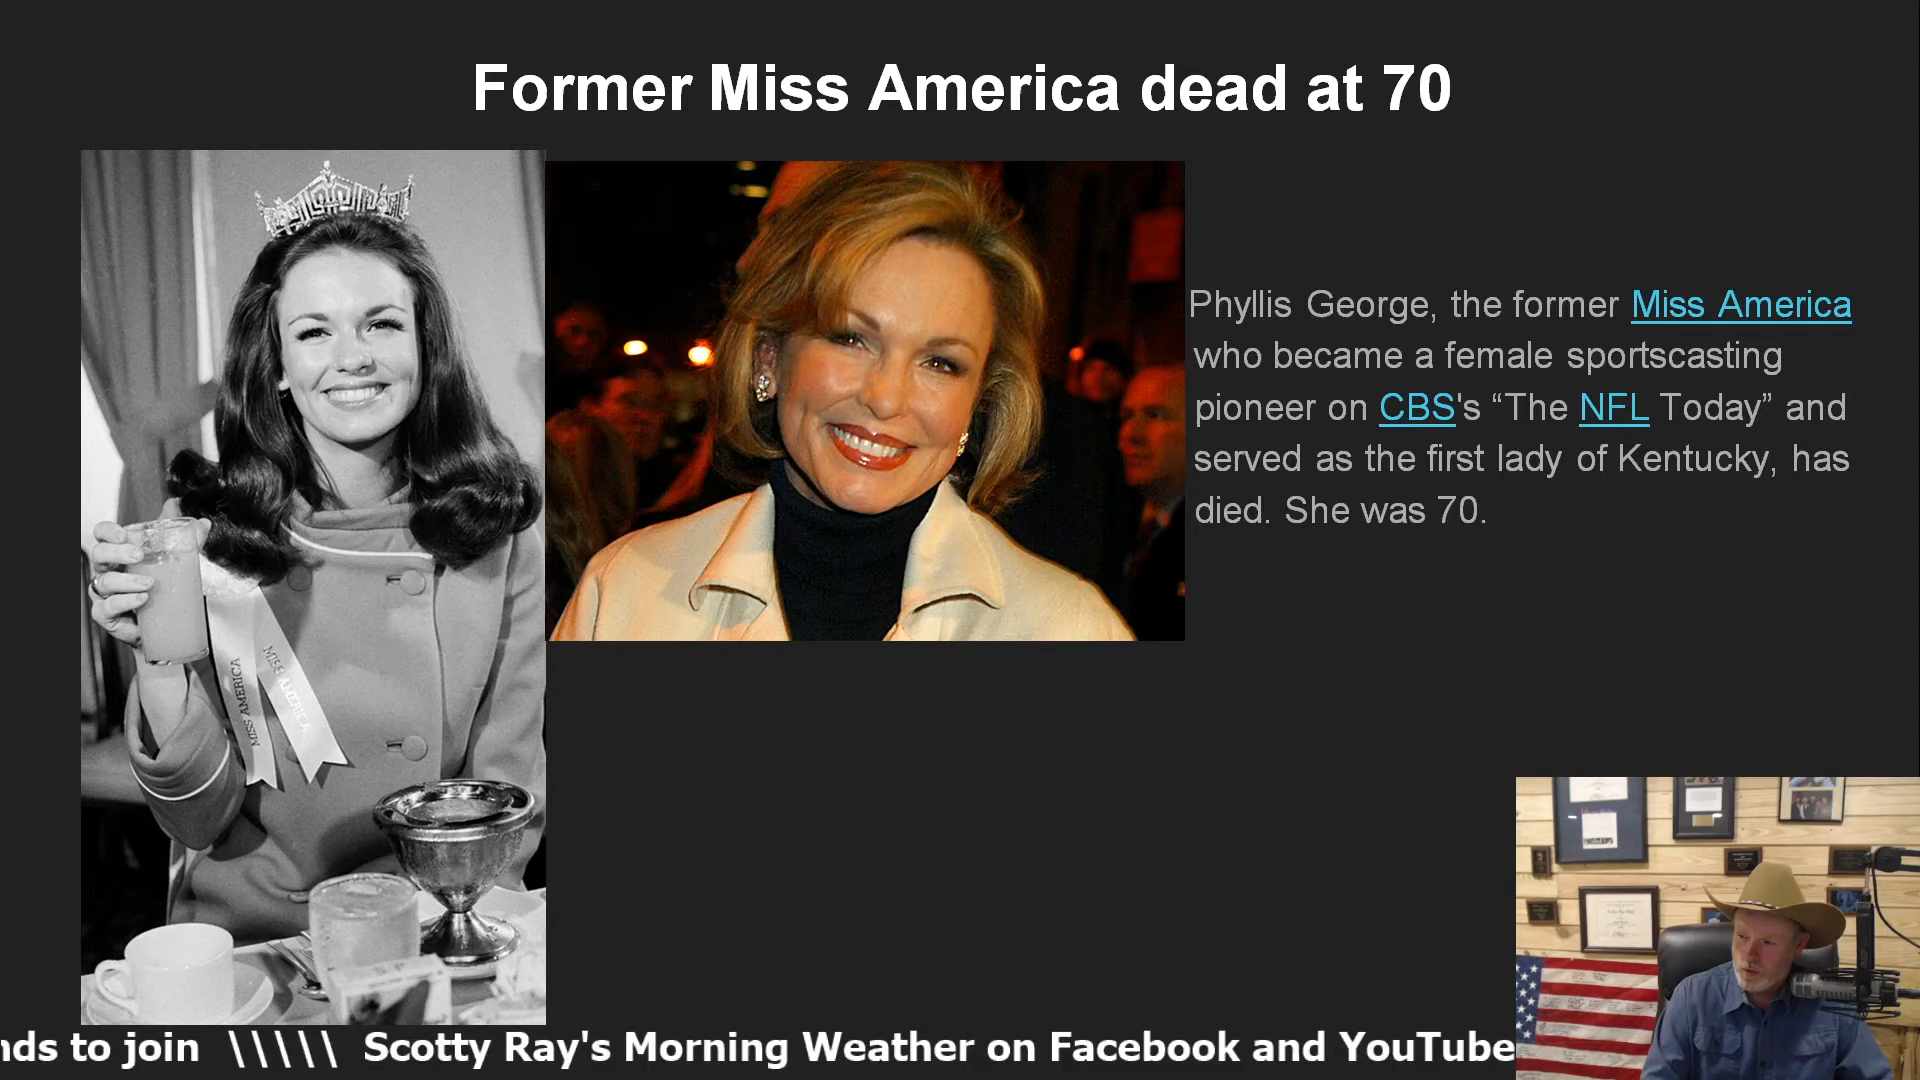 Former Miss America dead at 70
Phyllis George, the former Miss America
who became a female sportscasting
pioneer on CBS's “The NFL Today” and
served as the first lady of Kentucky, has
died. She was 70.
MISS AMERICA
MISS AMERICA
nds to join \\\\\ Scotty Ray's Morning Weather on Facebook and YouTube